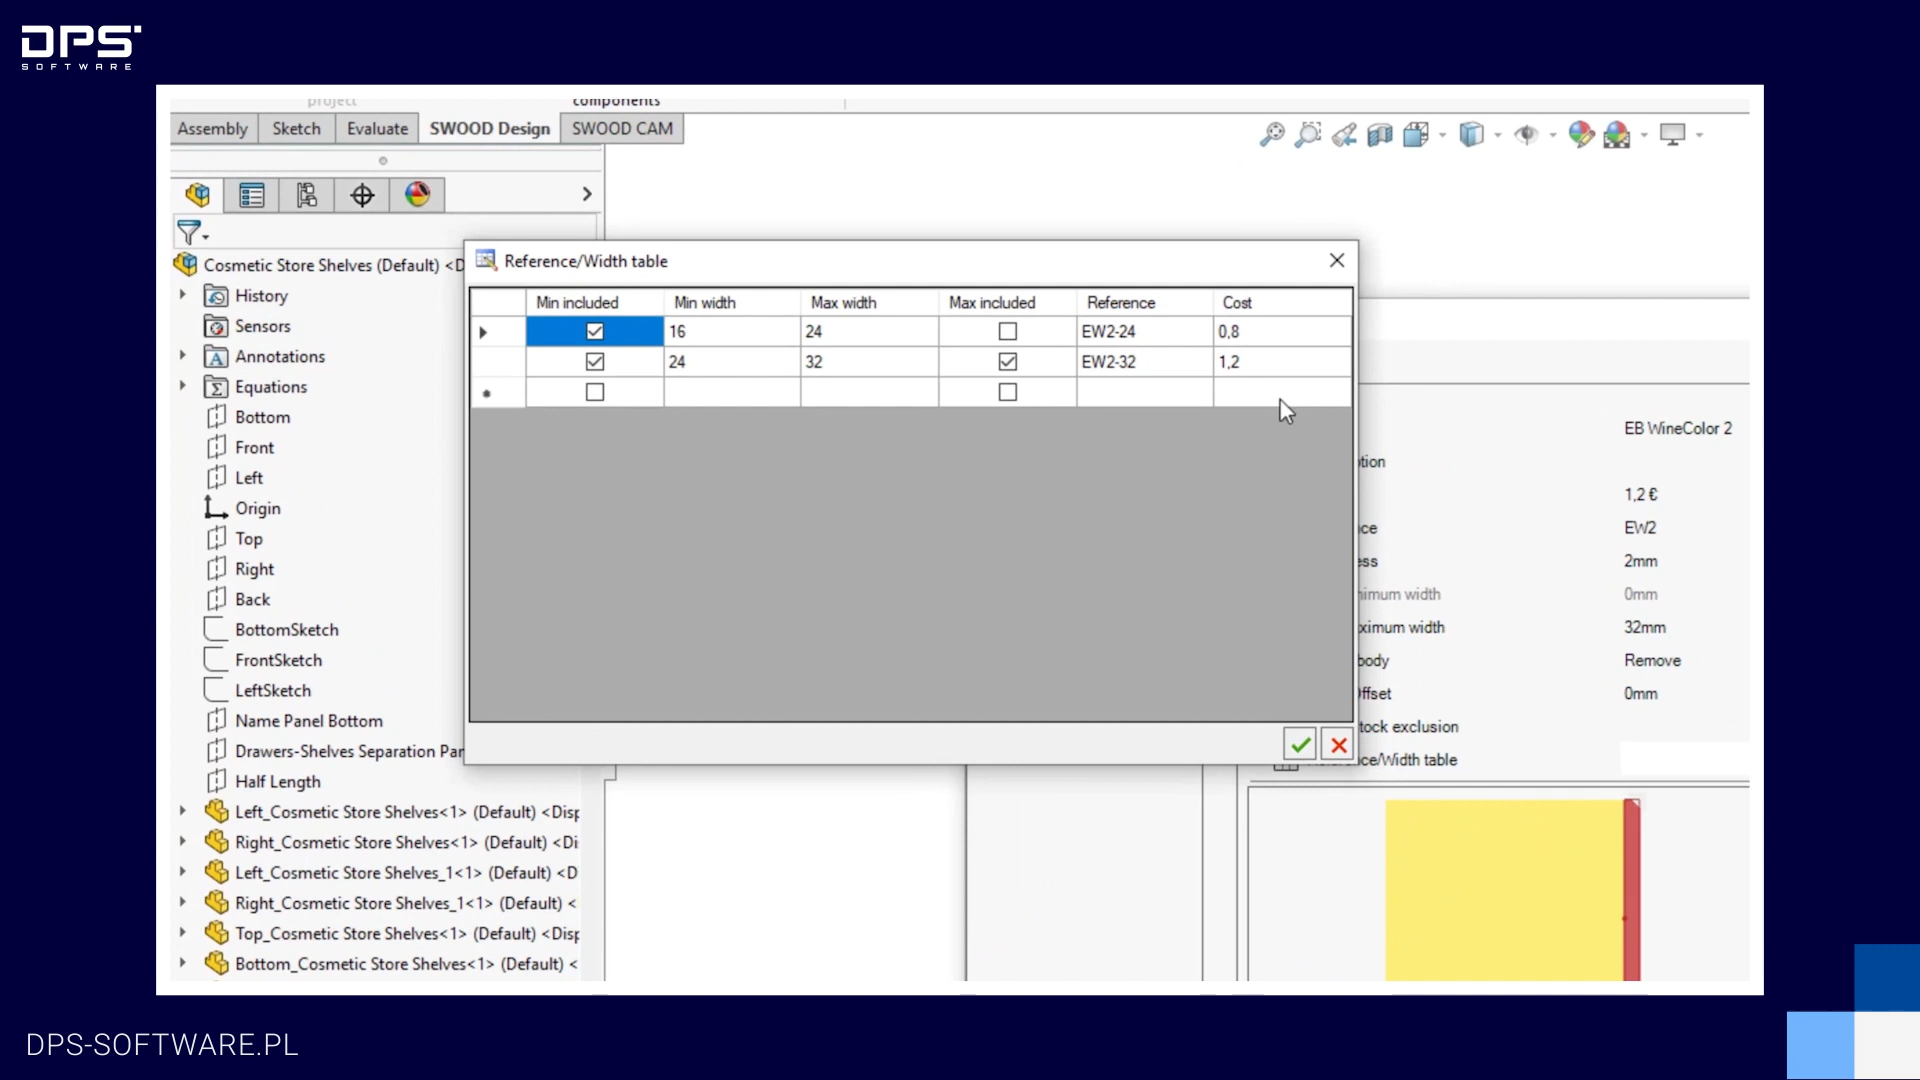 DPS
SOFTWARE
project
components
Assembly
Sketch
Evaluate
SWOOD Design
SWOOD CAM
Cosmetic Store Shelves (Default) <D
History
Sensors
Annotations
Equations
Bottom
Front
Left
Origin
Top
Right
Back
BottomSketch
FrontSketch
LeftSketch
Name Panel Bottom
Drawers-Shelves Separation Par
Half Length
Left_Cosmetic Store Shelves<1> (Default) <Disp
Right_Cosmetic Store Shelves<1> (Default) <Di
Left_Cosmetic Store Shelves_1<1> (Default) <D
Right_Cosmetic Store Shelves_1<1> (Default) <
Top_Cosmetic Store Shelves<1> (Default) <Disp
Bottom_Cosmetic Store Shelves<1> (Default) <
Reference/Width table
Min included Min width Max width Max included Reference Cost
16 24 EW2-24 0,8
24 32 EW2-32 1,2
EB WineColor 2
tion
1,2 €
ce EW2
ess 2mm
nimum width 0mm
ximum width 32mm
body Remove
Offset 0mm
tock exclusion
ce/Width table
DPS-SOFTWARE.PL